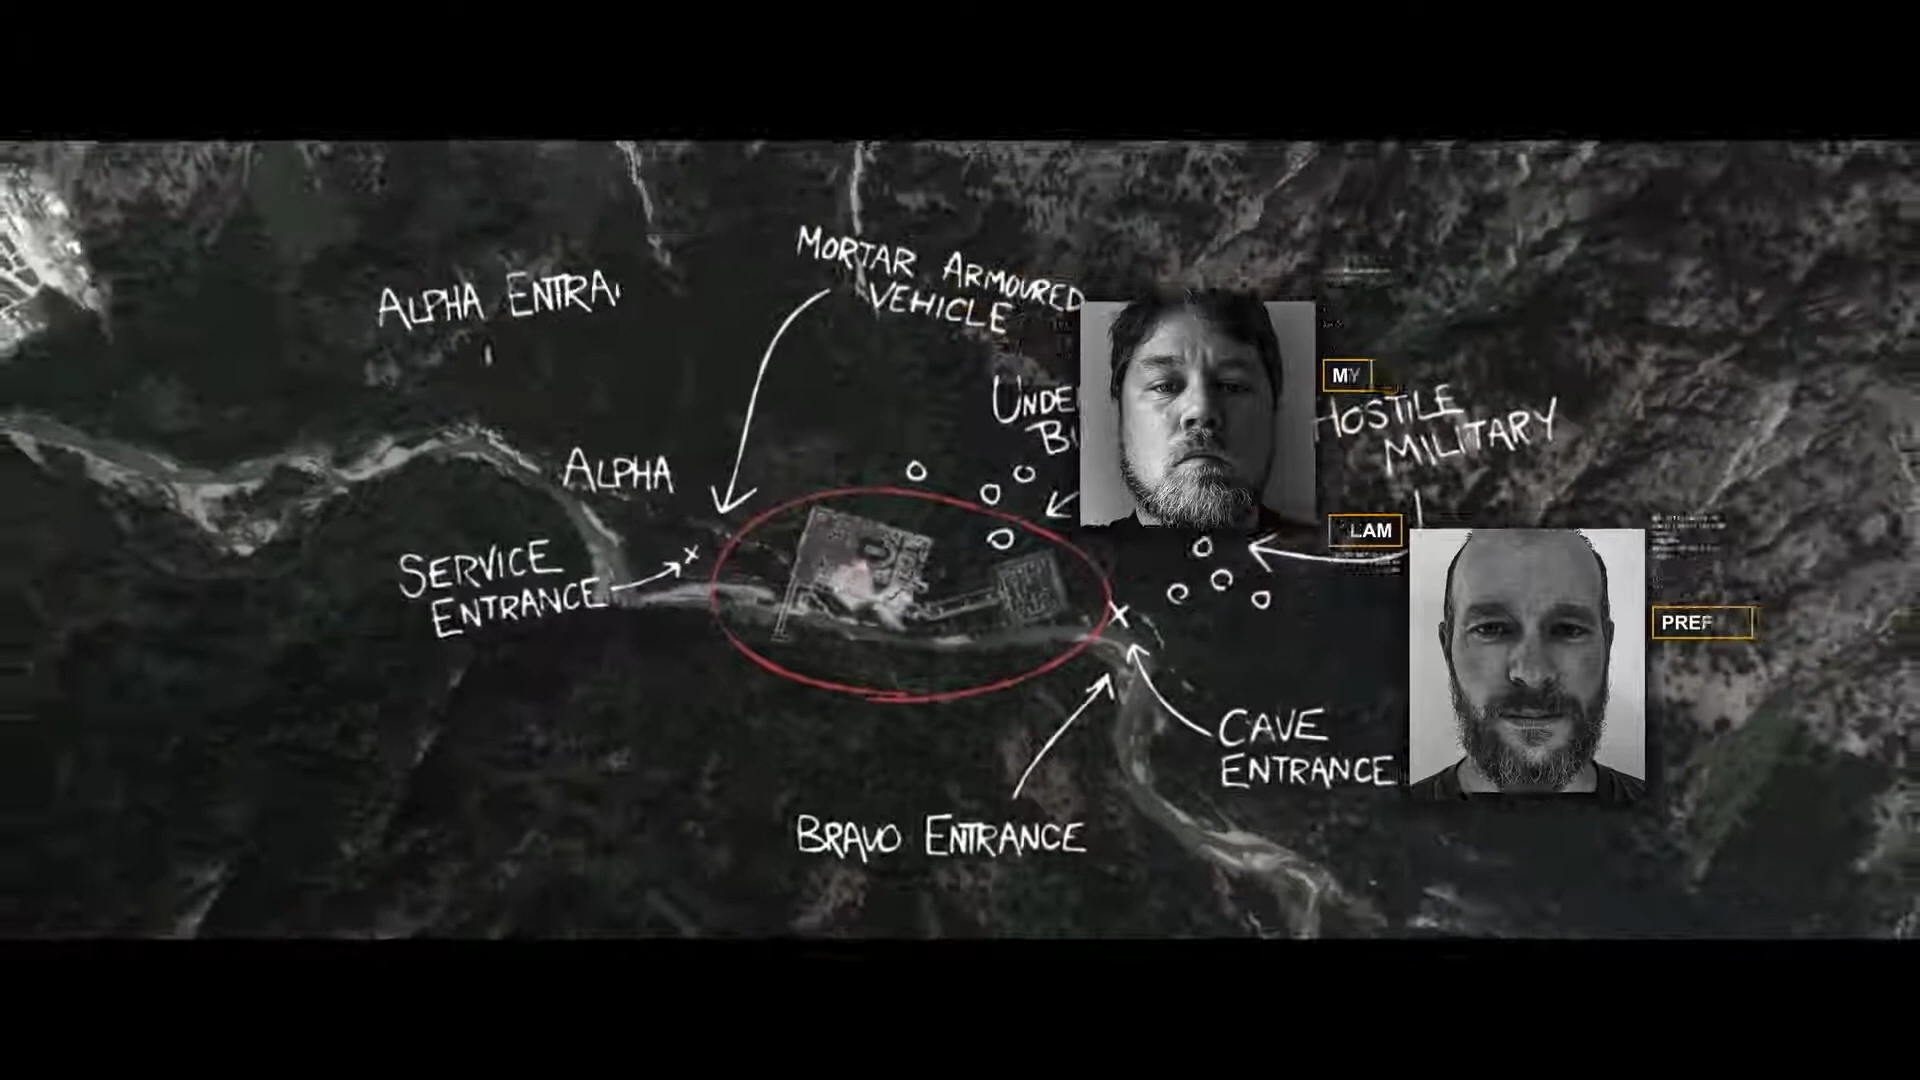 MORTAR ARMOURED
VEHICLE
ALPHA ENTRA
MY
UNDE
HOSTILE
MILITARY
ALPHA
LAM
SERVICE
ENTRANCE
PREF
CAVE
ENTRANCE
BRAVO ENTRANCE